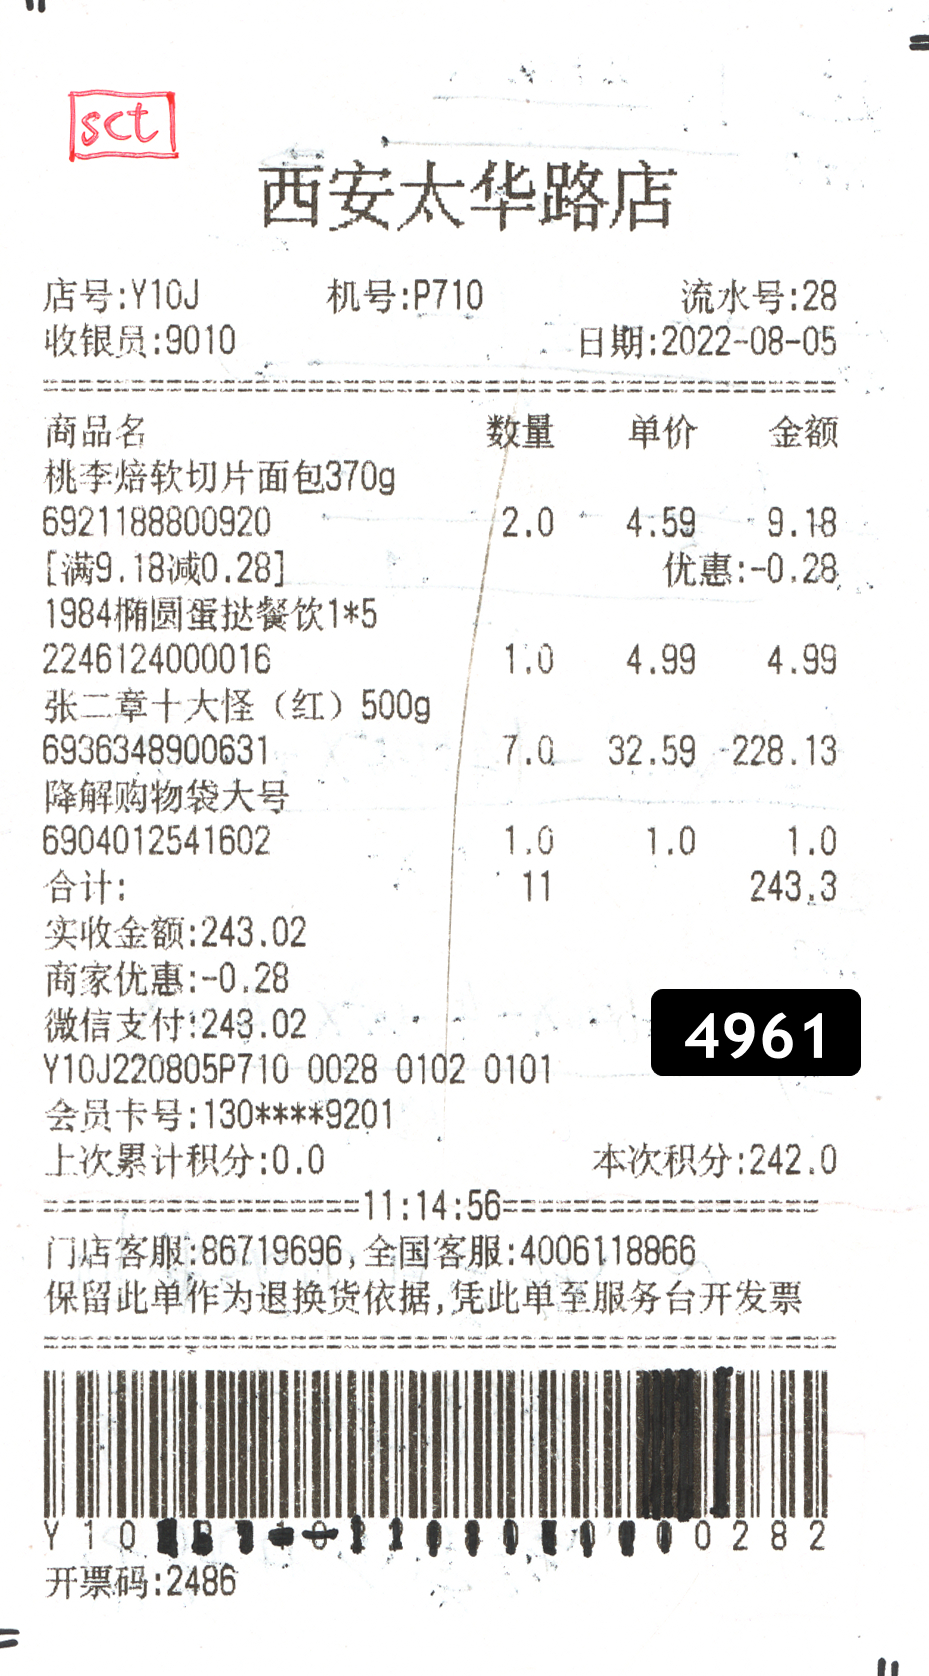 sct
西安太华路店
店号:Y10J 机号:P710 流水号:28
收银员:9010 日期:2022-08-05
商品名 数量 单价 金额
桃李焙软切片面包370g
6921188800920 2.0 4.59 9.18
[满9.18减0.28] 优惠:-0.28
1984椭圆蛋挞餐饮1*5
2246124000016 1.0 4.99 4.99
张二章十大怪（红）500g
6936348900631 7.0 32.59 228.13
降解购物袋大号
6904012541602 1.0 1.0 1.0
合计: 11 243.3
实收金额:243.02
商家优惠:-0.28
微信支付:243.02
4961
Y10J220805P710 0028 0102 0101
会员卡号:130****9201
上次累计积分:0.0 本次积分:242.0
==================11:14:56==================
门店客服:86719696,全国客服:4006118866
保留此单作为退换货依据,凭此单至服务台开发票
Y10 0282
开票码:2486